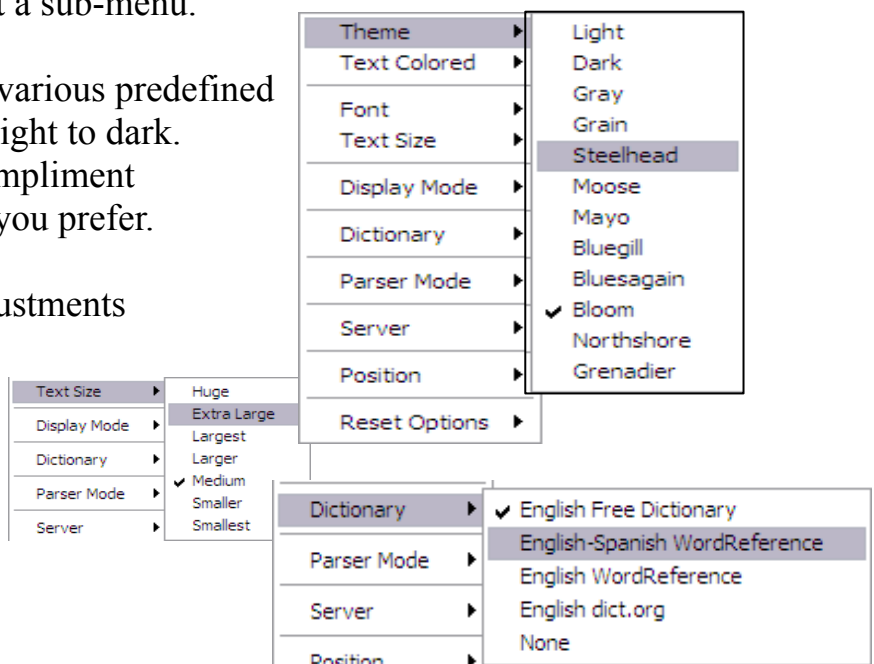 a sub-menu.
various predefined
ight to dark.
mpliment
you prefer.
ustments
Theme
Text Colored
Font
Text Size
Display Mode
Dictionary
Parser Mode
Server
Position
Reset Options
Light
Dark
Gray
Grain
Steelhead
Moose
Mayo
Bluegill
Bluesagain
Bloom
Northshore
Grenadier
Text Size
Display Mode
Dictionary
Parser Mode
Server
Huge
Extra Large
Largest
Larger
Medium
Smaller
Smallest
Dictionary
Parser Mode
Server
Position
English Free Dictionary
English-Spanish WordReference
English WordReference
English dict.org
None